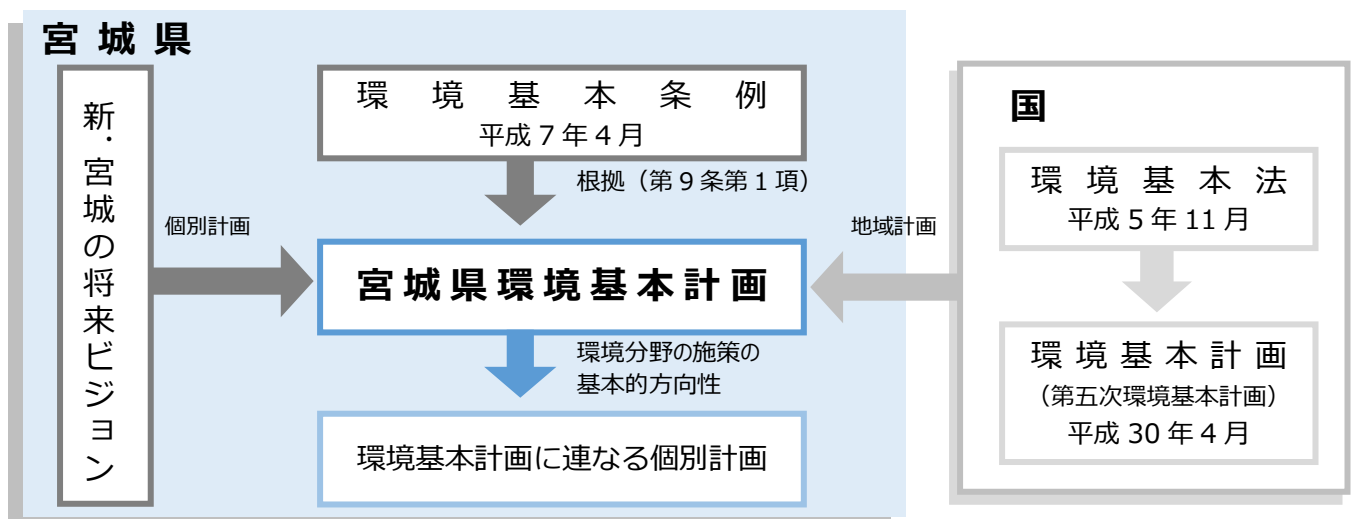 宮城県
新・宮城の将来ビジョン
環境基本条例
平成7年4月
根拠（第9条第1項）
個別計画
地域計画
宮城県環境基本計画
環境分野の施策の
基本的方向性
環境基本計画に連なる個別計画
国
環境基本法
平成5年11月
環境基本計画
（第五次環境基本計画）
平成30年4月